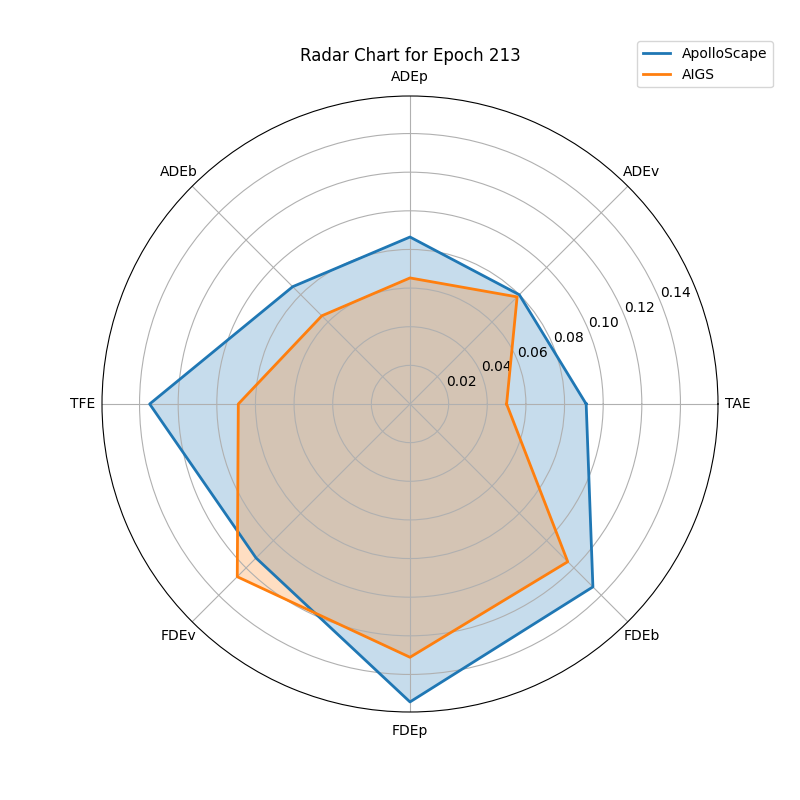 Radar Chart for Epoch 213
ApolloScape
AIGS
ADEp
ADEb
ADEv
0.14
0.12
0.10
0.08
0.06
0.04
0.02
TFE
TAE
FDEv
FDEb
FDEp